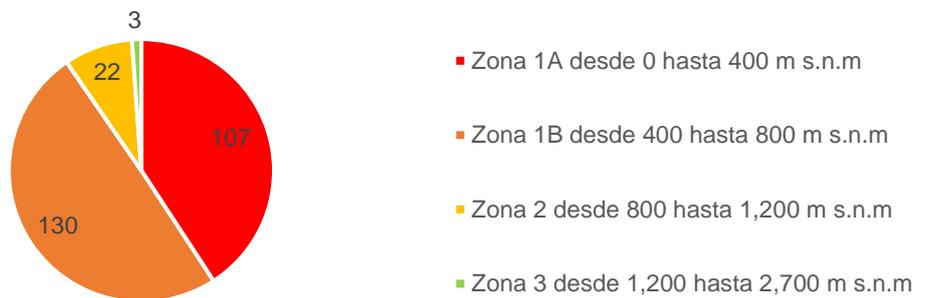 3
22
107
130
Zona 1A desde 0 hasta 400 m s.n.m
Zona 1B desde 400 hasta 800 m s.n.m
Zona 2 desde 800 hasta 1,200 m s.n.m
Zona 3 desde 1,200 hasta 2,700 m s.n.m